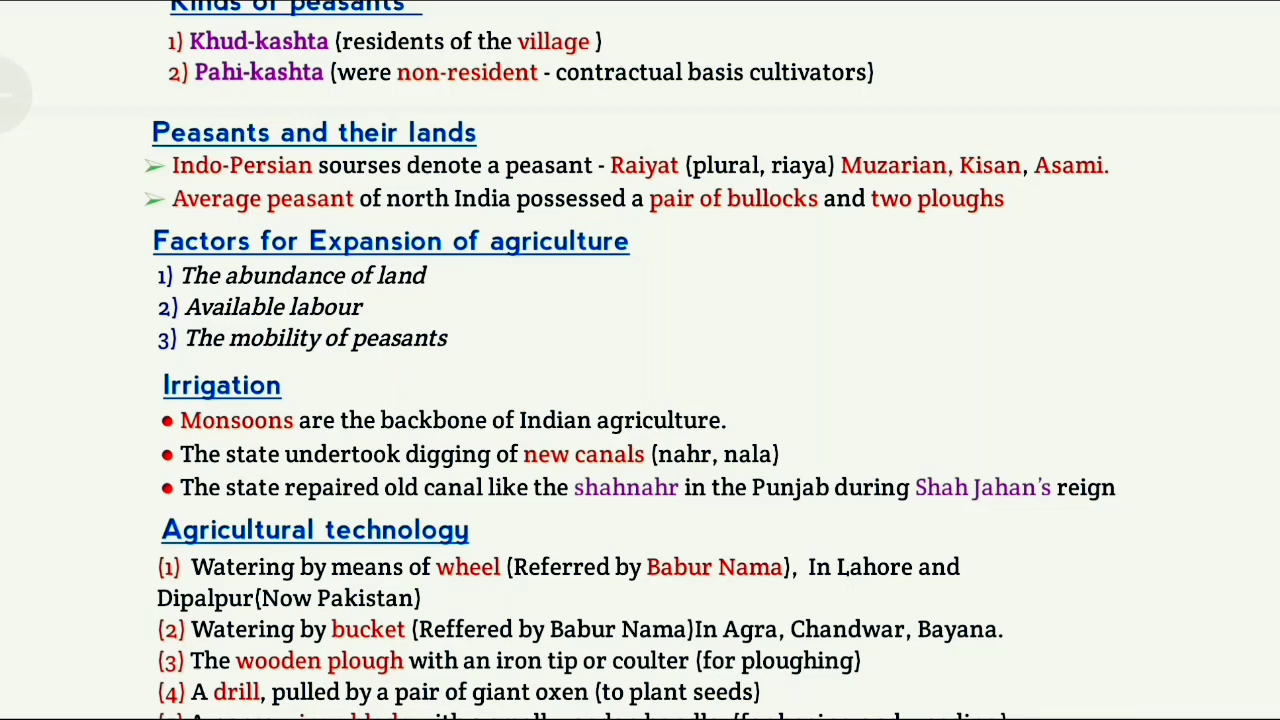 Kinds of peasants
1) Khud-kashta (residents of the village )
2) Pahi-kashta (were non-resident - contractual basis cultivators)
Peasants and their lands
➢ Indo-Persian sourses denote a peasant - Raiyat (plural, riaya) Muzarian, Kisan, Asami.
➢ Average peasant of north India possessed a pair of bullocks and two ploughs
Factors for Expansion of agriculture
1) The abundance of land
2) Available labour
3) The mobility of peasants
Irrigation
● Monsoons are the backbone of Indian agriculture.
● The state undertook digging of new canals (nahr, nala)
● The state repaired old canal like the shahnahr in the Punjab during Shah Jahan's reign
Agricultural technology
(1) Watering by means of wheel (Referred by Babur Nama), In Lahore and
Dipalpur(Now Pakistan)
(2) Watering by bucket (Reffered by Babur Nama)In Agra, Chandwar, Bayana.
(3) The wooden plough with an iron tip or coulter (for ploughing)
(4) A drill, pulled by a pair of giant oxen (to plant seeds)